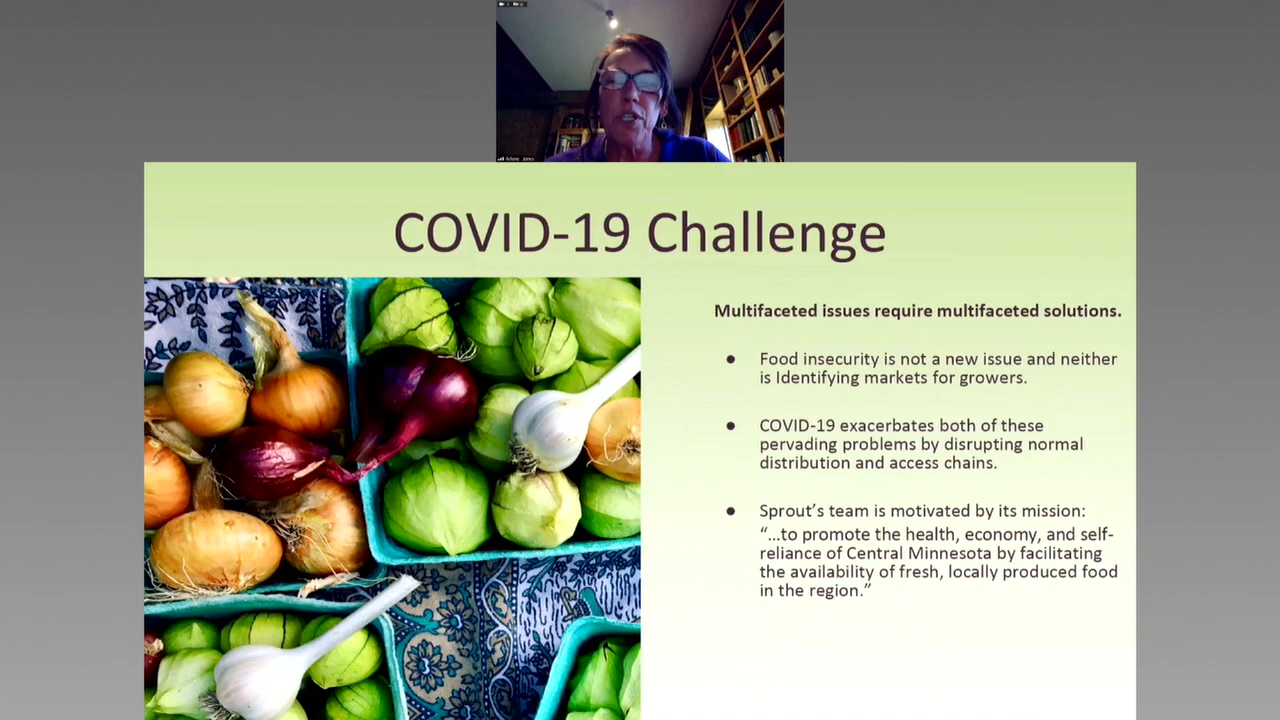 Arlene Jones
COVID-19 Challenge
Multifaceted issues require multifaceted solutions.
● Food insecurity is not a new issue and neither
is Identifying markets for growers.
● COVID-19 exacerbates both of these
pervading problems by disrupting normal
distribution and access chains.
● Sprout’s team is motivated by its mission:
“...to promote the health, economy, and self-
reliance of Central Minnesota by facilitating
the availability of fresh, locally produced food
in the region.”